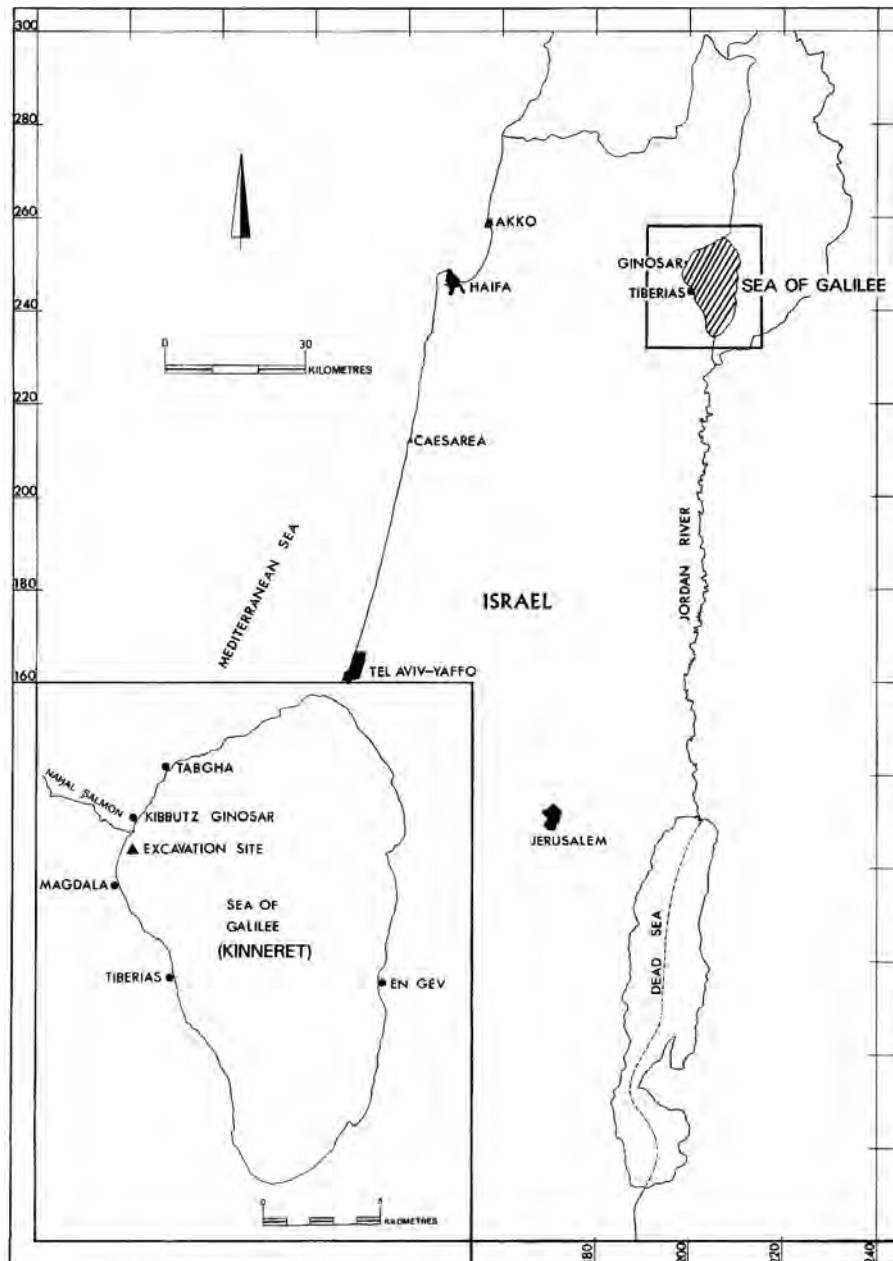 300
280
260
240
220
200
180
160
AKKO
HAIFA
GINOSAR
TIBERIAS
SEA OF GALILEE
0 30
KILOMETRES
CAESAREA
MEDITERRANEAN SEA
ISRAEL
JORDAN RIVER
TEL AVIV–YAFFO
JERUSALEM
DEAD SEA
TABGHA
NAHAL SALMON
KIBBUTZ GINOSAR
EXCAVATION SITE
MAGDALA
SEA OF
GALILEE
(KINNERET)
TIBERIAS
EN GEV
0 5
KILOMETRES
180
200
220
240